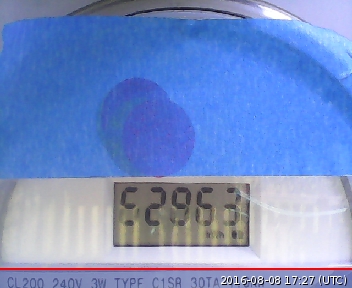 52963
CL200 240V 3W TYPE C1SR 30TA
2016-08-08 17:27 (UTC)